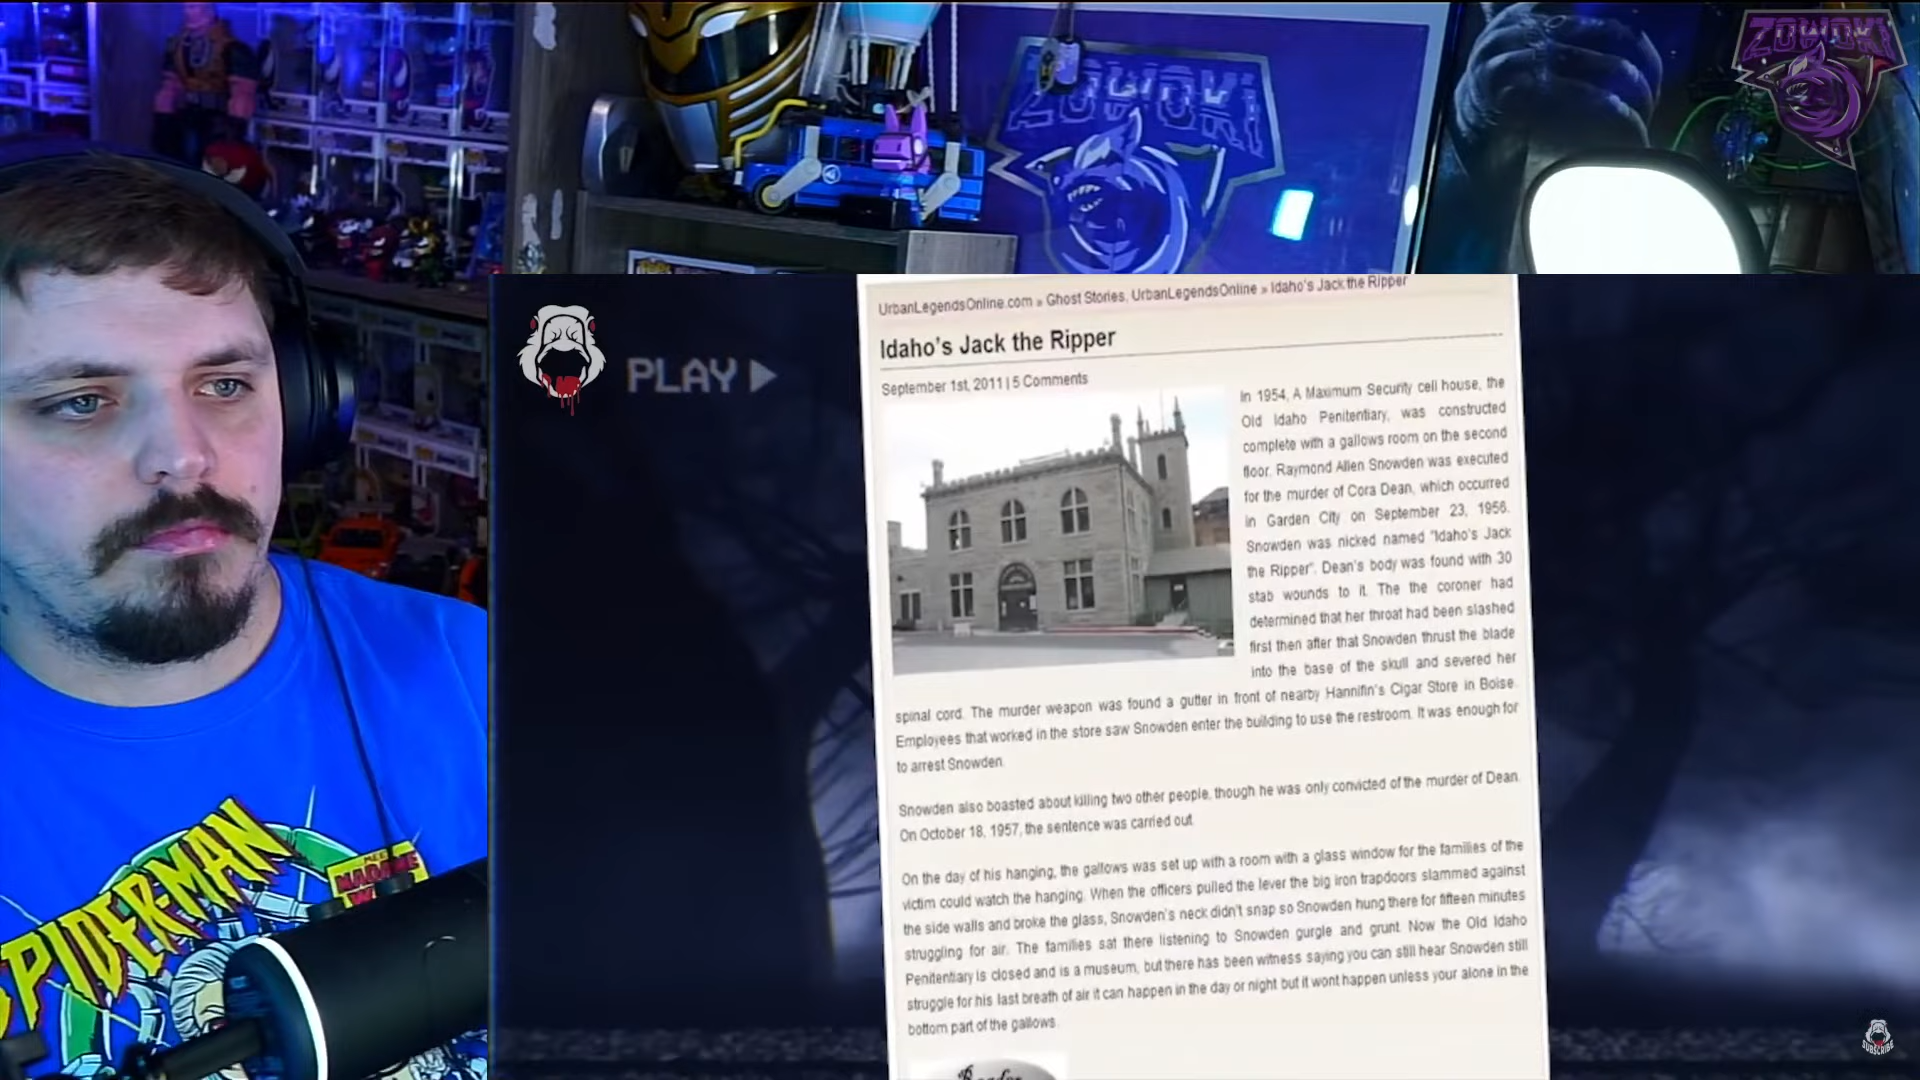 ZOWOKI
ZOWOKI
PLAY
UrbanLegendsOnline.com » Ghost Stories, UrbanLegendsOnline » Idaho's Jack the Ripper
Idaho's Jack the Ripper
September 1st, 2011 | 5 Comments
In 1954, A Maximum Security cell house, the
Old Idaho Penitentiary, was constructed
complete with a gallows room on the second
floor. Raymond Allen Snowden was executed
for the murder of Cora Dean, which occurred
in Garden City on September 23, 1956.
Snowden was nicked named "Idaho's Jack
the Ripper". Dean's body was found with 30
stab wounds to it. The the coroner had
determined that her throat had been slashed
first then after that Snowden thrust the blade
into the base of the skull and severed her
spinal cord. The murder weapon was found a gutter in front of nearby Hannifin's Cigar Store in Boise.
Employees that worked in the store saw Snowden enter the building to use the restroom. It was enough for
to arrest Snowden.
Snowden also boasted about killing two other people, though he was only convicted of the murder of Dean.
On October 18, 1957, the sentence was carried out.
On the day of his hanging, the gallows was set up with a room with a glass window for the families of the
victim could watch the hanging. When the officers pulled the lever the big iron trapdoors slammed against
the side walls and broke the glass, Snowden's neck didn't snap so Snowden hung there for fifteen minutes
struggling for air. The families sat there listening to Snowden gurgle and grunt. Now the Old Idaho
Penitentiary is closed and is a museum, but there has been witness saying you can still hear Snowden still
struggle for his last breath of air it can happen in the day or night but it wont happen unless your alone in the
bottom part of the gallows.
Reader
SPIDER-MAN
MADAME
SUBSCRIBE